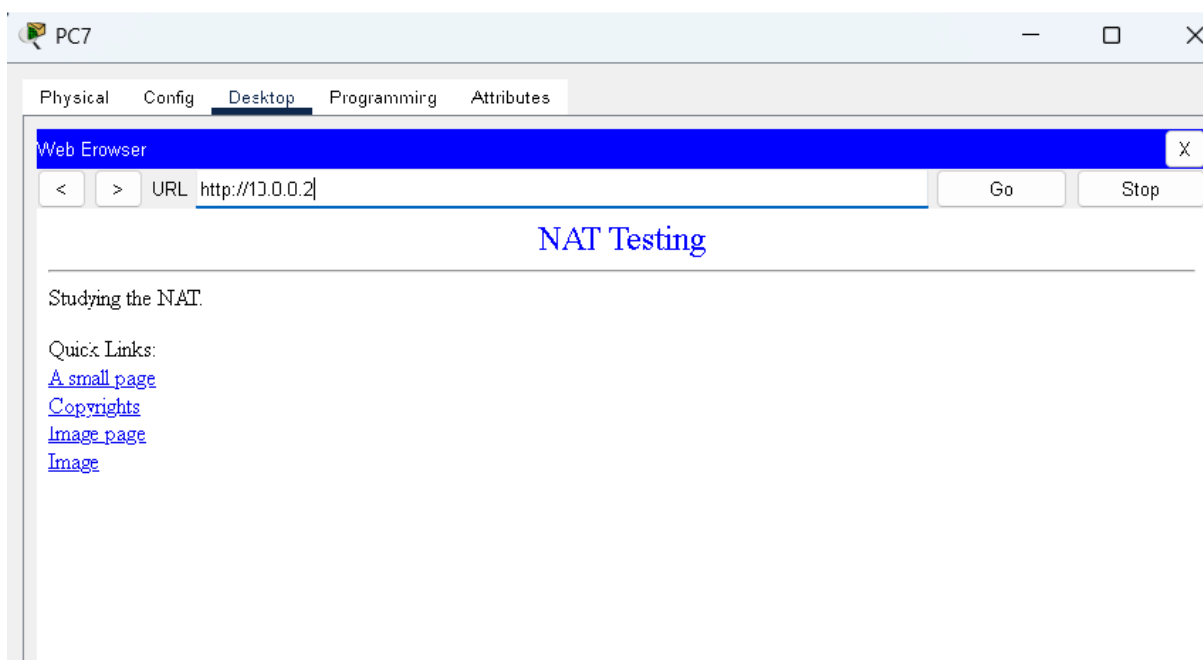 PC7
Physical Config Desktop Programming Attributes
Web Browser X
< > URL http://10.0.0.2 Go Stop
NAT Testing
Studying the NAT.
Quick Links:
A small page
Copyrights
Image page
Image